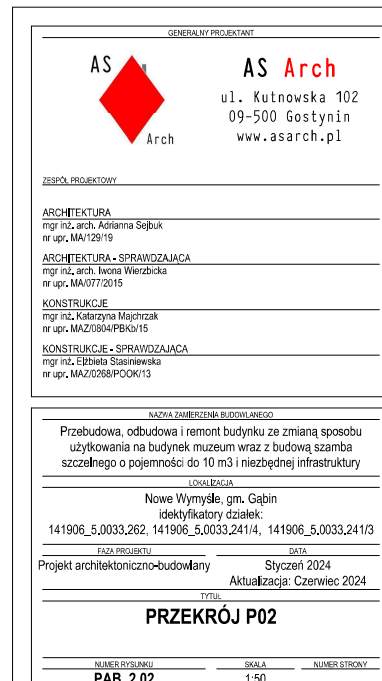 GENERALNY PROJEKTANT
AS
Arch
AS Arch
ul. Kutnowska 102
09-500 Gostynin
www.asarch.pl
ZESPÓŁ PROJEKTOWY
ARCHITEKTURA
mgr inż. arch. Adrianna Sejbuk
nr upr. MA/129/19
ARCHITEKTURA - SPRAWDZAJĄCA
mgr inż. arch. Iwona Wierzbicka
nr upr. MA/077/2015
KONSTRUKCJE
mgr inż. Katarzyna Majchrzak
nr upr. MAZ/0804/PBKb/15
KONSTRUKCJE - SPRAWDZAJĄCA
mgr inż. Elżbieta Stasiniewska
nr upr. MAZ/0268/POOK/13
NAZWA ZAMIERZENIA BUDOWLANEGO
Przebudowa, odbudowa i remont budynku ze zmianą sposobu
użytkowania na budynek muzeum wraz z budową szamba
szczelnego o pojemności do 10 m3 i niezbędnej infrastruktury
LOKALIZACJA
Nowe Wymyśle, gm. Gąbin
idektyfikatory działek:
141906_5.0033.262, 141906_5.0033.241/4, 141906_5.0033.241/3
FAZA PROJEKTU
Projekt architektoniczno-budowlany
DATA
Styczeń 2024
Aktualizacja: Czerwiec 2024
TYTUŁ
PRZEKRÓJ P02
NUMER RYSUNKU
PAB_2.02
SKALA
1:50
NUMER STRONY